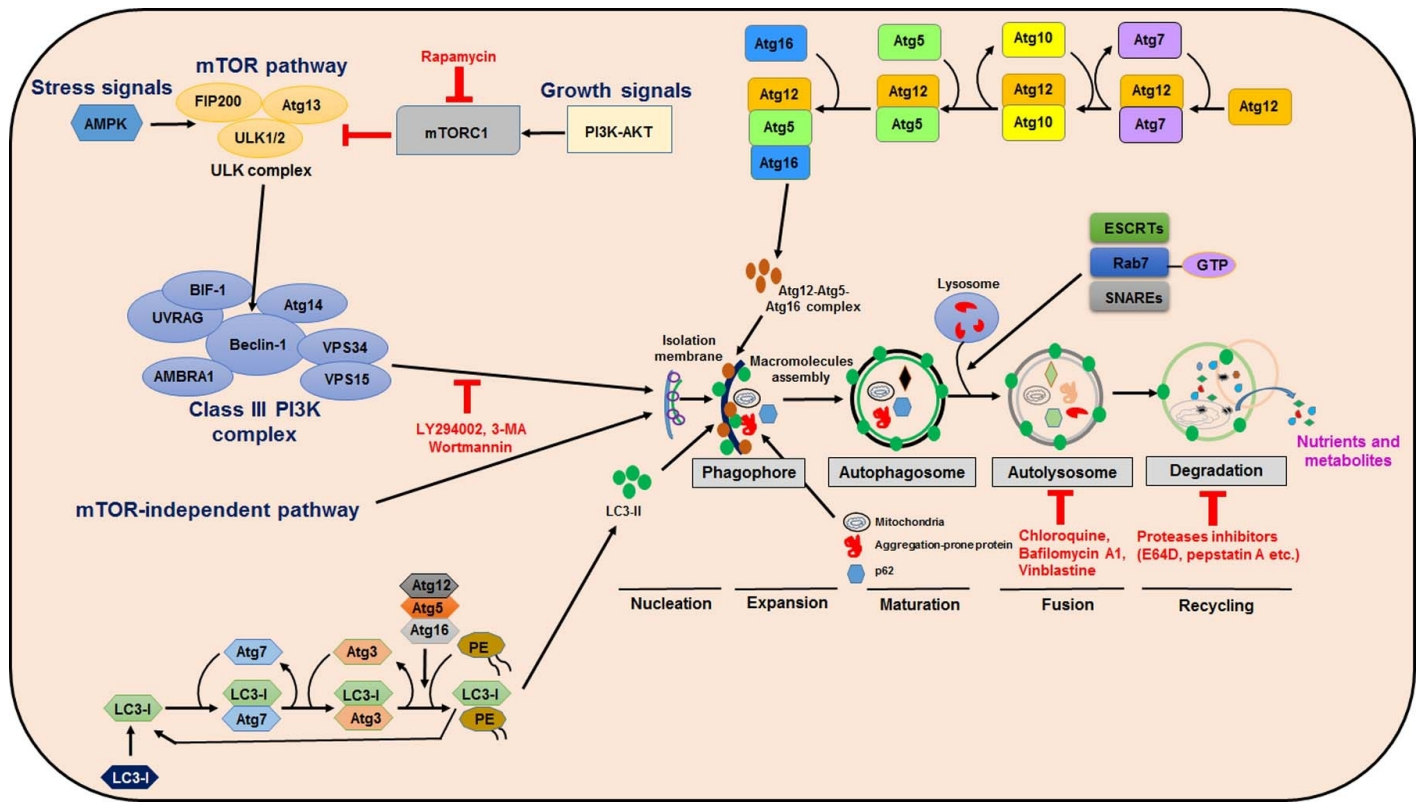 mTOR pathway
Stress signals
AMPK
FIP200
Atg13
ULK1/2
ULK complex
Rapamycin
mTORC1
Growth signals
PI3K-AKT
Atg16
Atg5
Atg10
Atg7
Atg12
Atg5
Atg16
Atg12
Atg5
Atg12
Atg10
Atg12
Atg7
Atg12
BIF-1
UVRAG
Atg14
Beclin-1
VPS34
AMBRA1
VPS15
Class III PI3K
complex
LY294002, 3-MA
Wortmannin
mTOR-independent pathway
Atg12-Atg5-
Atg16 complex
Isolation
membrane
Macromolecules
assembly
Lysosome
ESCRTs
Rab7
GTP
SNAREs
Phagophore
Autophagosome
Autolysosome
Degradation
Nutrients and
metabolites
LC3-II
Mitochondria
Aggregation-prone protein
p62
Chloroquine,
Bafilomycin A1,
Vinblastine
Proteases inhibitors
(E64D, pepstatin A etc.)
Nucleation
Expansion
Maturation
Fusion
Recycling
Atg12
Atg5
Atg16
Atg7
Atg3
PE
LC3-I
LC3-I
Atg7
LC3-I
Atg3
LC3-I
PE
LC3-I